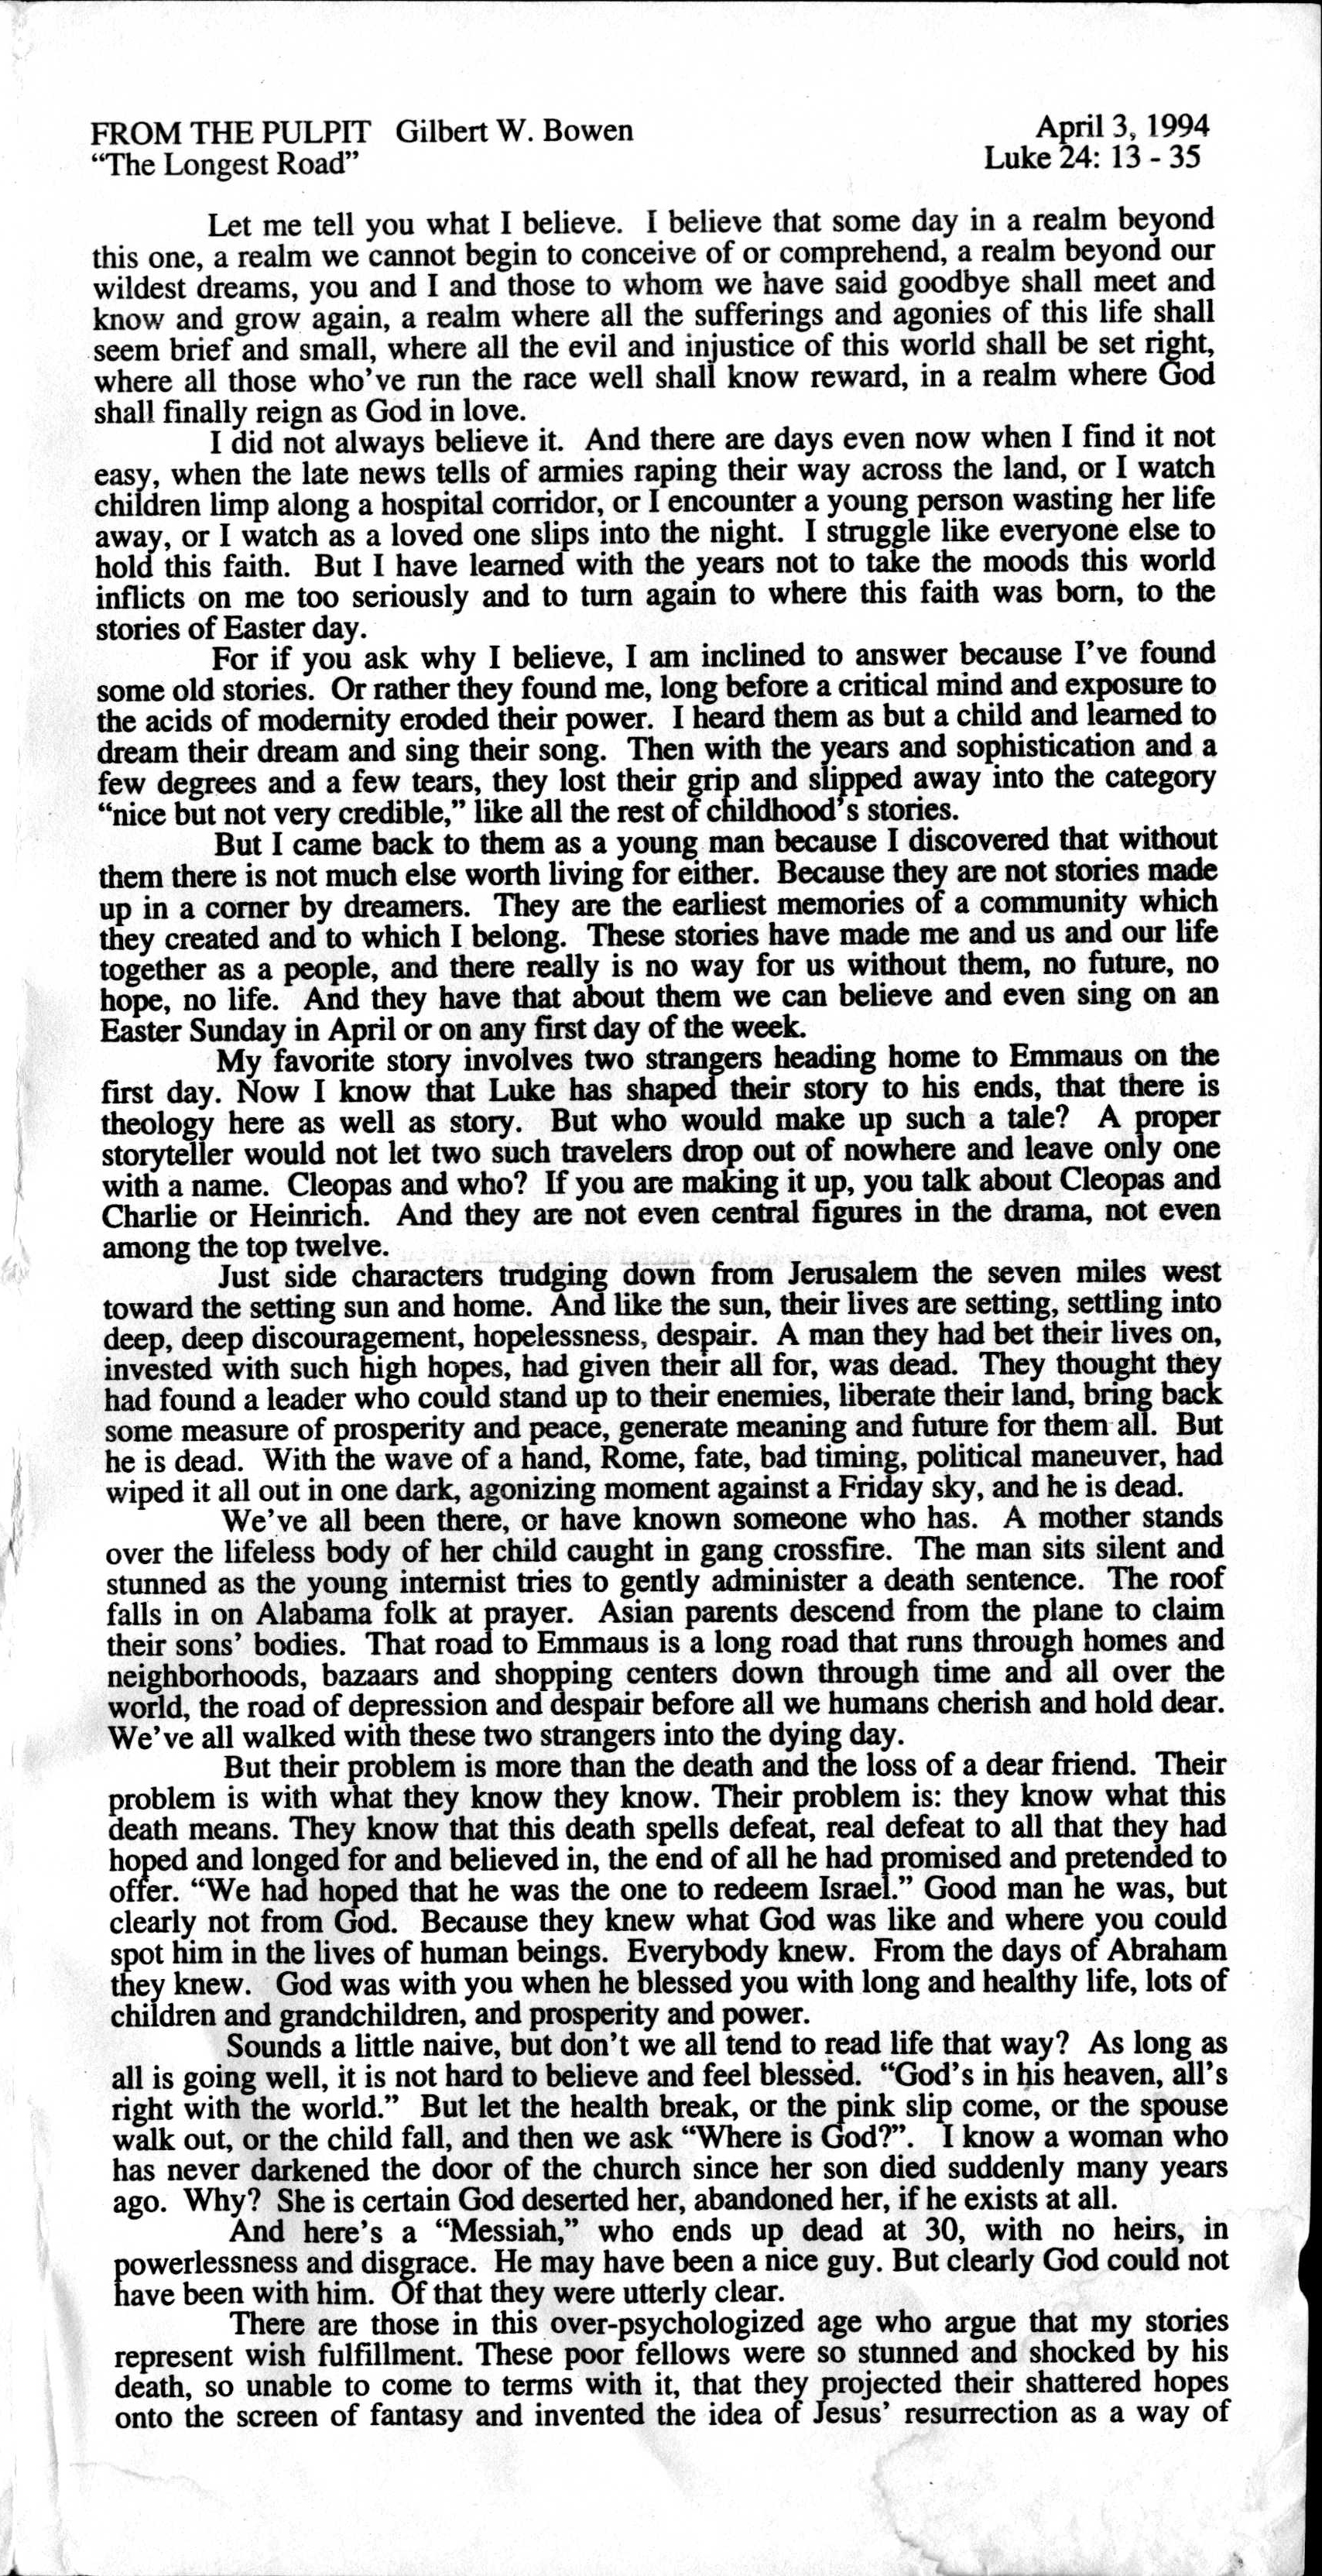 FROM THE PULPIT Gilbert W. Bowen April 3, 1994
“The Longest Road” Luke 24: 13 - 35
Let me tell you what I believe. I believe that some day in a realm beyond
this one, a realm we cannot begin to conceive of or comprehend, a realm beyond our
wildest dreams, you and I and those to whom we have said goodbye shall meet and
know and grow again, a realm where all the sufferings and agonies of this life shall
seem brief and small, where all the evil and injustice of this world shall be set right,
where all those who’ve run the race well shall know reward, in a realm where God
shall finally reign as God in love.
I did not always believe it. And there are days even now when I find it not
easy, when the late news tells of armies raping their way across the land, or I watch
children limp along a hospital corridor, or I encounter a young person wasting her life
away, or I watch as a loved one slips into the night. I struggle like everyone else to
hold this faith. But I have learned with the years not to take the moods this world
inflicts on me too seriously and to turn again to where this faith was born, to the
stories of Easter day.
For if you ask why I believe, I am inclined to answer because I’ve found
some old stories. Or rather they found me, long before a critical mind and exposure to
the acids of modernity eroded their power. I heard them as but a child and learned to
dream their dream and sing their song. Then with the years and sophistication and a
few degrees and a few tears, they lost their grip and slipped away into the category
“nice but not very credible,” like all the rest of childhood’s stories.
But I came back to them as a young man because I discovered that without
them there is not much else worth living for either. Because they are not stories made
up in a corner by dreamers. They are the earliest memories of a community which
they created and to which I belong. These stories have made me and us and our life
together as a people, and there really is no way for us without them, no future, no
hope, no life. And they have that about them we can believe and even sing on an
Easter Sunday in April or on any first day of the week.
My favorite story involves two strangers heading home to Emmaus on the
first day. Now I know that Luke has shaped their story to his ends, that there is
theology here as well as story. But who would make up such a tale? A proper
storyteller would not let two such travelers drop out of nowhere and leave only one
with a name. Cleopas and who? If you are making it up, you talk about Cleopas and
Charlie or Heinrich. And they are not even central figures in the drama, not even
among the top twelve.
Just side characters trudging down from Jerusalem the seven miles west
toward the setting sun and home. And like the sun, their lives are setting, settling into
deep, deep discouragement, hopelessness, despair. A man they had bet their lives on,
invested with such high hopes, had given their all for, was dead. They thought they
had found a leader who could stand up to their enemies, liberate their land, bring back
some measure of prosperity and peace, generate meaning and future for them all. But
he is dead. With the wave of a hand, Rome, fate, bad timing, political maneuver, had
wiped it all out in one dark, agonizing moment against a Friday sky, and he is dead.
We’ve all been there, or have known someone who has. A mother stands
over the lifeless body of her child caught in gang crossfire. The man sits silent and
stunned as the young internist tries to gently administer a death sentence. The roof
falls in on Alabama folk at prayer. Asian parents descend from the plane to claim
their sons’ bodies. That road to Emmaus is a long road that runs through homes and
neighborhoods, bazaars and shopping centers down through time and all over the
world, the road of depression and despair before all we humans cherish and hold dear.
We’ve all walked with these two strangers into the dying day.
But their problem is more than the death and the loss of a dear friend. Their
problem is with what they know they know. Their problem is: they know what this
death means. They know that this death spells defeat, real defeat to all that they had
hoped and longed for and believed in, the end of all he had promised and pretended to
offer. “We had hoped that he was the one to redeem Israel.” Good man he was, but
clearly not from God. Because they knew what God was like and where you could
spot him in the lives of human beings. Everybody knew. From the days of Abraham
they knew. God was with you when he blessed you with long and healthy life, lots of
children and grandchildren, and prosperity and power.
Sounds a little naive, but don’t we all tend to read life that way? As long as
all is going well, it is not hard to believe and feel blessed. “God’s in his heaven, all’s
right with the world.” But let the health break, or the pink slip come, or the spouse
walk out, or the child fall, and then we ask “Where is God?”. I know a woman who
has never darkened the door of the church since her son died suddenly many years
ago. Why? She is certain God deserted her, abandoned her, if he exists at all.
And here’s a “Messiah,” who ends up dead at 30, with no heirs, in
powerlessness and disgrace. He may have been a nice guy. But clearly God could not
have been with him. Of that they were utterly clear.
There are those in this over-psychologized age who argue that my stories
represent wish fulfillment. These poor fellows were so stunned and shocked by his
death, so unable to come to terms with it, that they projected their shattered hopes
onto the screen of fantasy and invented the idea of Jesus’ resurrection as a way of